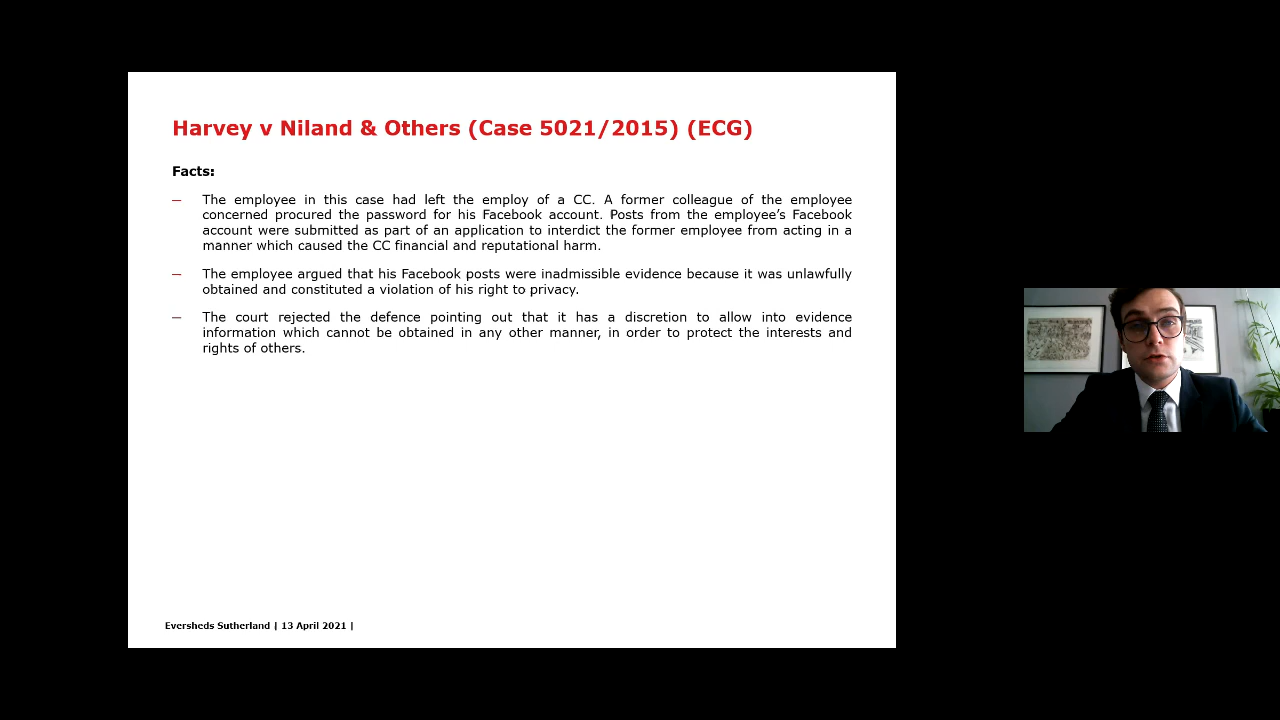 Harvey v Niland & Others (Case 5021/2015) (ECG)
Facts:
— The employee in this case had left the employ of a CC. A former colleague of the employee
concerned procured the password for his Facebook account. Posts from the employee’s Facebook
account were submitted as part of an application to interdict the former employee from acting in a
manner which caused the CC financial and reputational harm.
— The employee argued that his Facebook posts were inadmissible evidence because it was unlawfully
obtained and constituted a violation of his right to privacy.
— The court rejected the defence pointing out that it has a discretion to allow into evidence
information which cannot be obtained in any other manner, in order to protect the interests and
rights of others.
Eversheds Sutherland | 13 April 2021 |